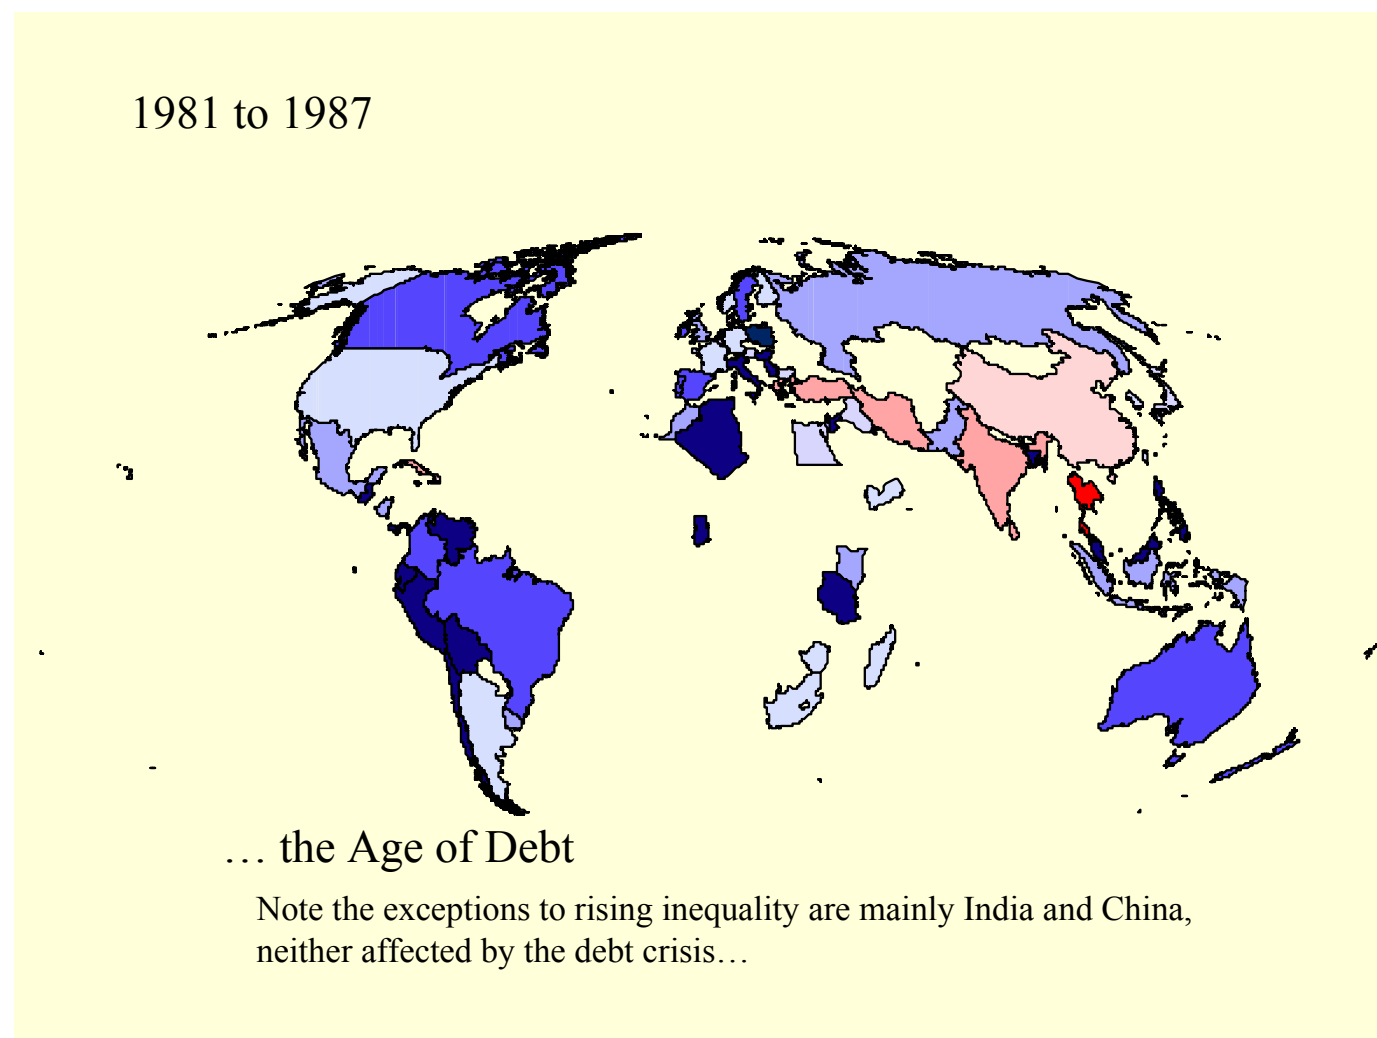 1981 to 1987
… the Age of Debt
Note the exceptions to rising inequality are mainly India and China,
neither affected by the debt crisis…